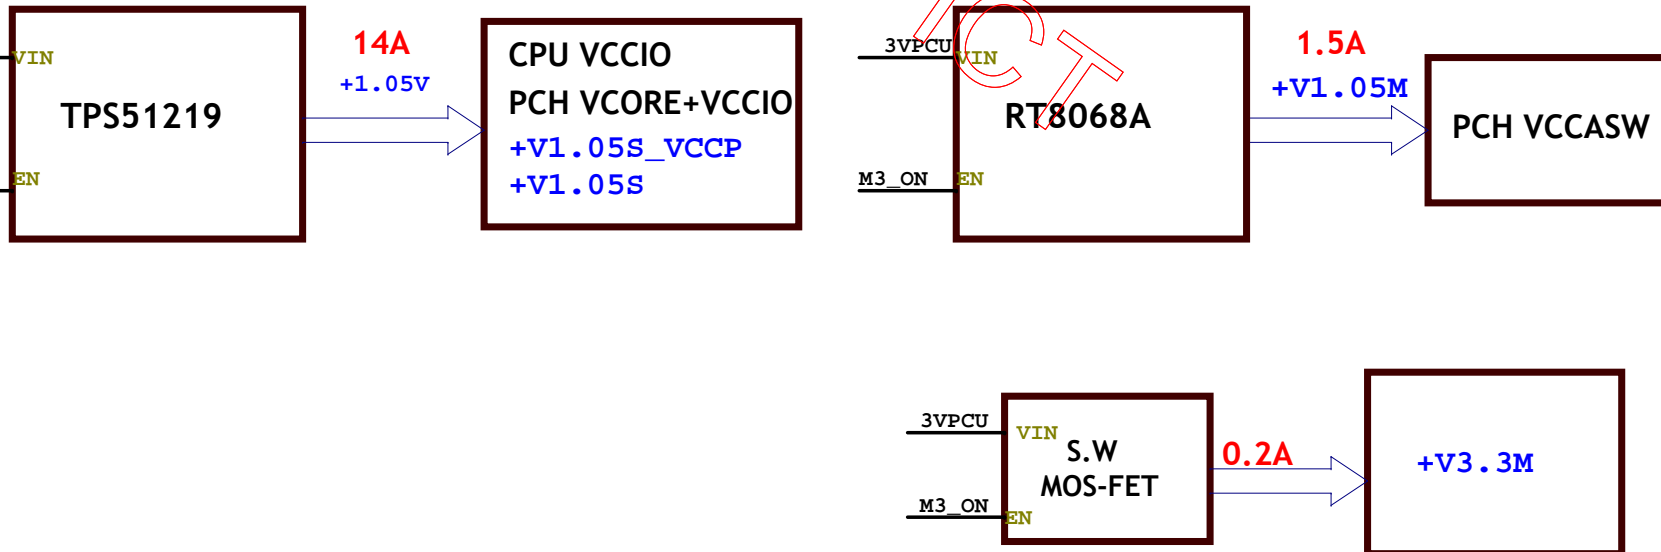 VIN
TPS51219
EN
14A
+1.05V
CPU VCCIO
PCH VCORE+VCCIO
+V1.05S_VCCP
+V1.05S
3VPCU
VIN
RT8068A
M3_ON
EN
CT
1.5A
+V1.05M
PCH VCCASW
3VPCU
VIN
S.W
MOS-FET
M3_ON
EN
0.2A
+V3.3M